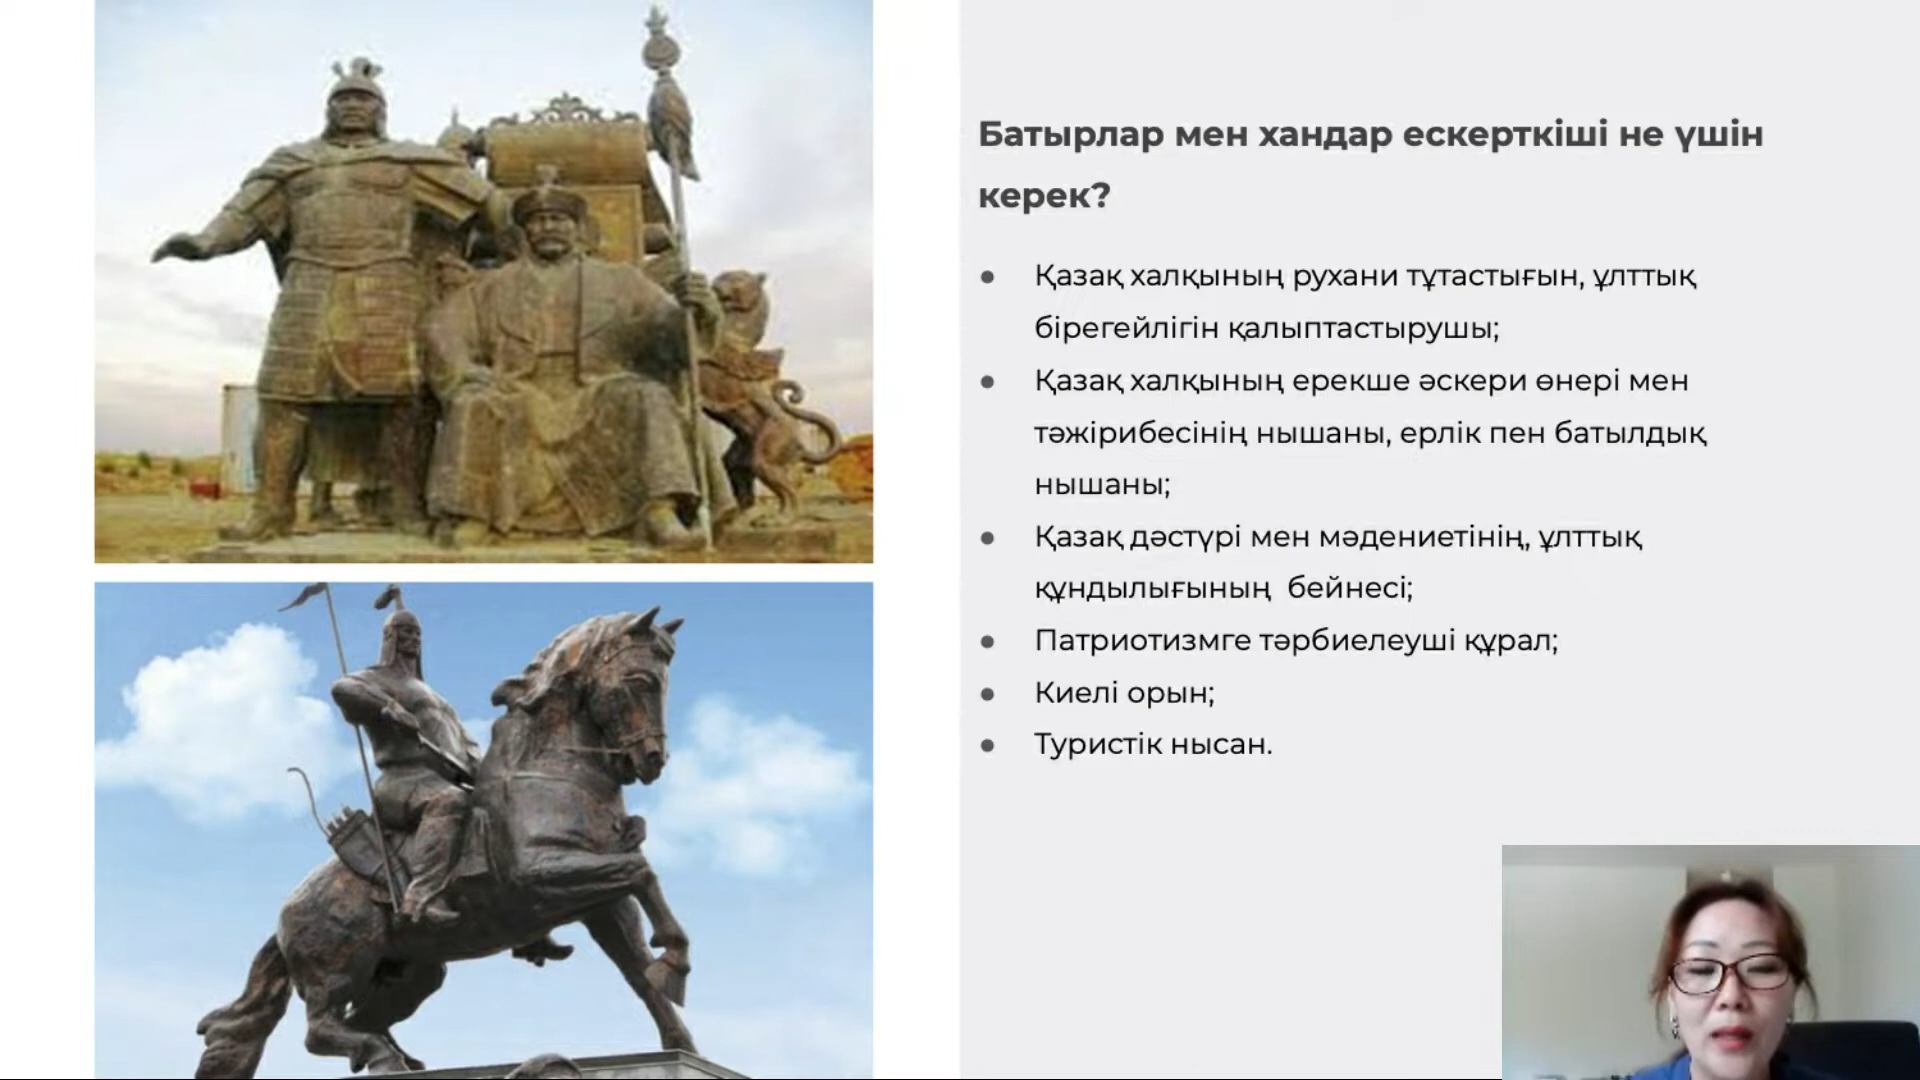 Батырлар мен хандар ескерткіші не үшін
керек?
● Қазақ халқының рухани тұтастығын, ұлттық
бірегейлігін қалыптастырушы;
● Қазақ халқының ерекше әскери өнері мен
тәжірибесінің нышаны, ерлік пен батылдық
нышаны;
● Қазақ дәстүрі мен мәдениетінің, ұлттық
құндылығының бейнесі;
● Патриотизмге тәрбиелеуші құрал;
● Киелі орын;
● Туристік нысан.